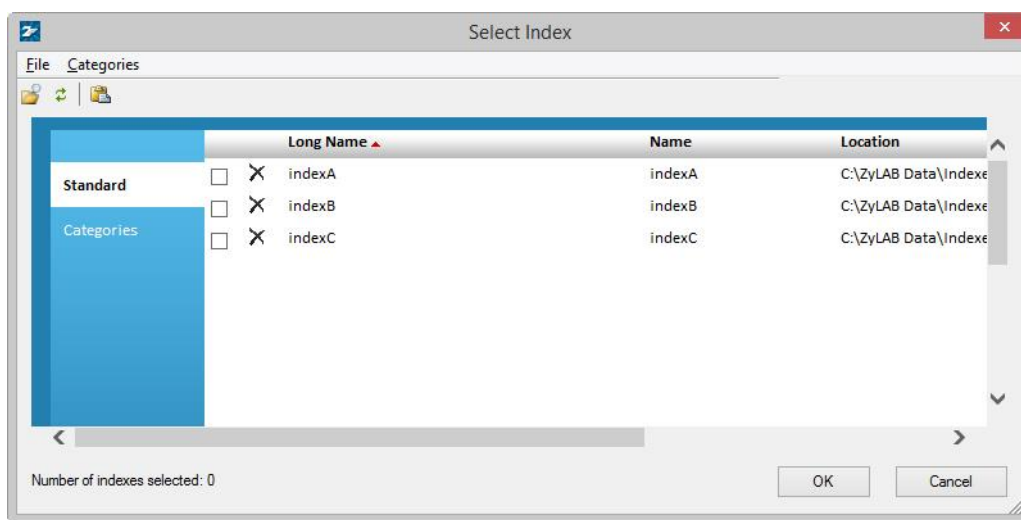 Select Index
File Categories
Long Name Name Location
Standard
indexA indexA C:\ZyLAB Data\Indexe
indexB indexB C:\ZyLAB Data\Indexe
Categories
indexC indexC C:\ZyLAB Data\Indexe
Number of indexes selected: 0
OK Cancel